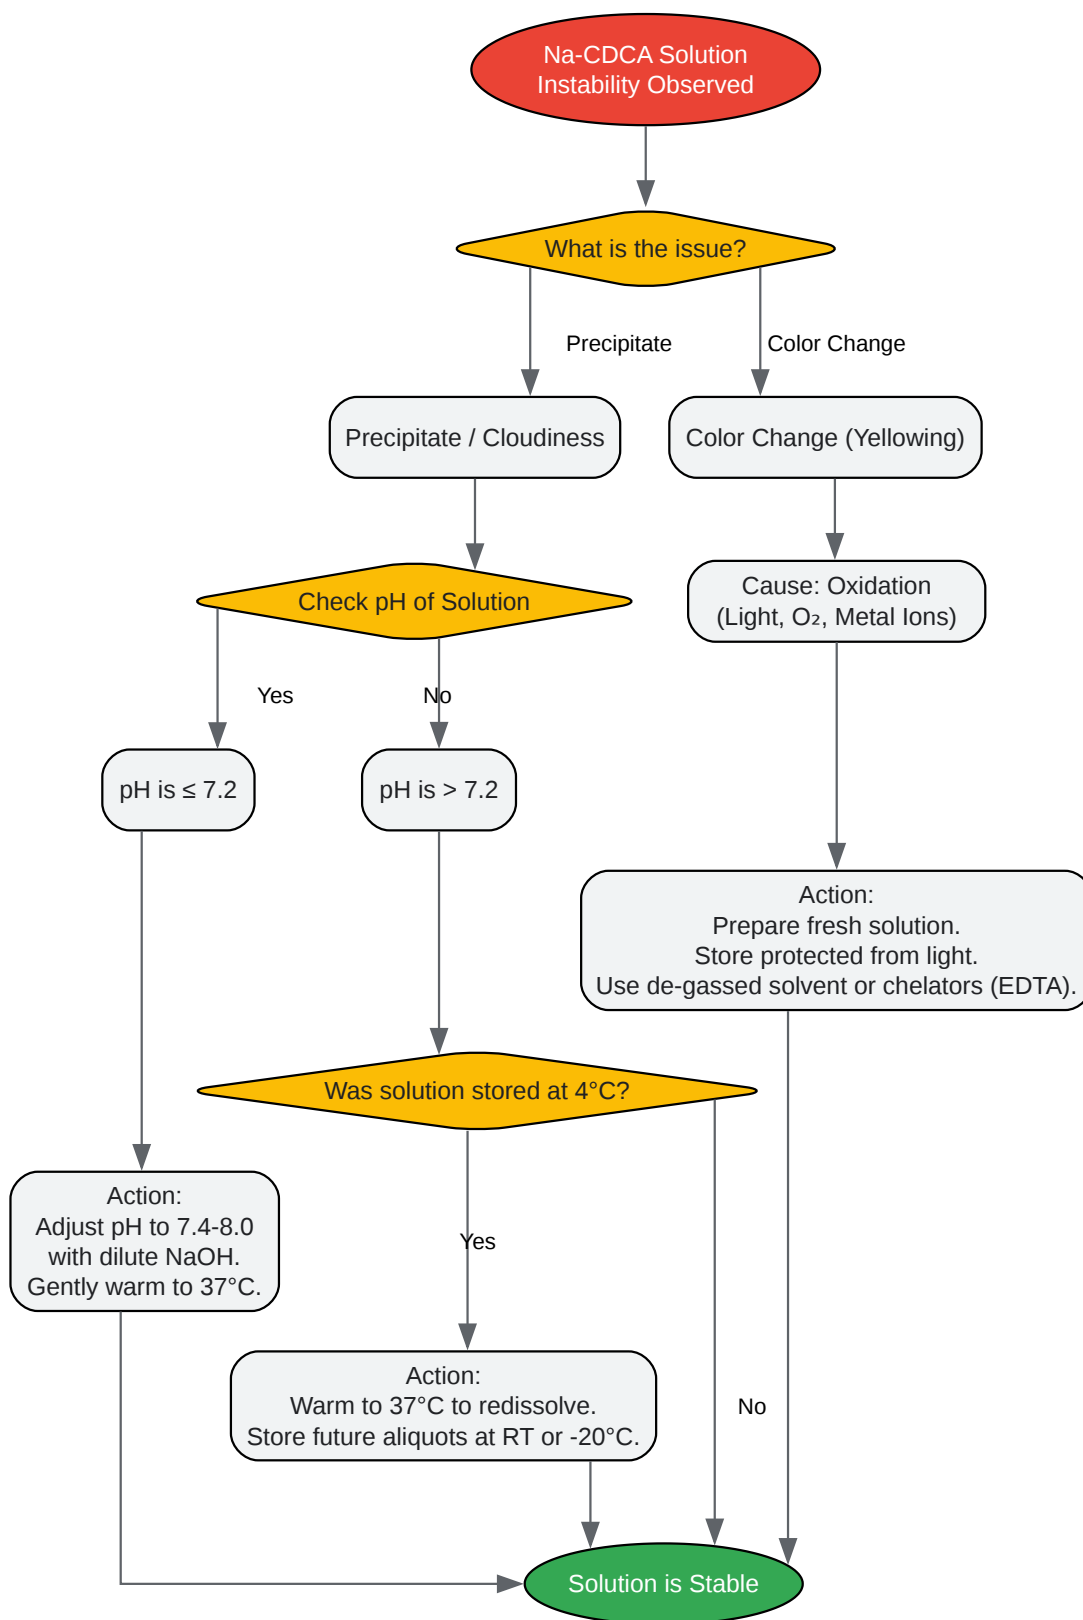 Na-CDCA Solution
Instability Observed
What is the issue?
Precipitate
Color Change
Precipitate / Cloudiness
Color Change (Yellowing)
Cause: Oxidation
(Light, O₂, Metal Ions)
Check pH of Solution
Yes
No
pH is ≤ 7.2
pH is > 7.2
Action:
Prepare fresh solution.
Store protected from light.
Use de-gassed solvent or chelators (EDTA).
Was solution stored at 4°C?
Action:
Adjust pH to 7.4-8.0
with dilute NaOH.
Gently warm to 37°C.
Yes
Action:
Warm to 37°C to redissolve.
Store future aliquots at RT or -20°C.
No
Solution is Stable